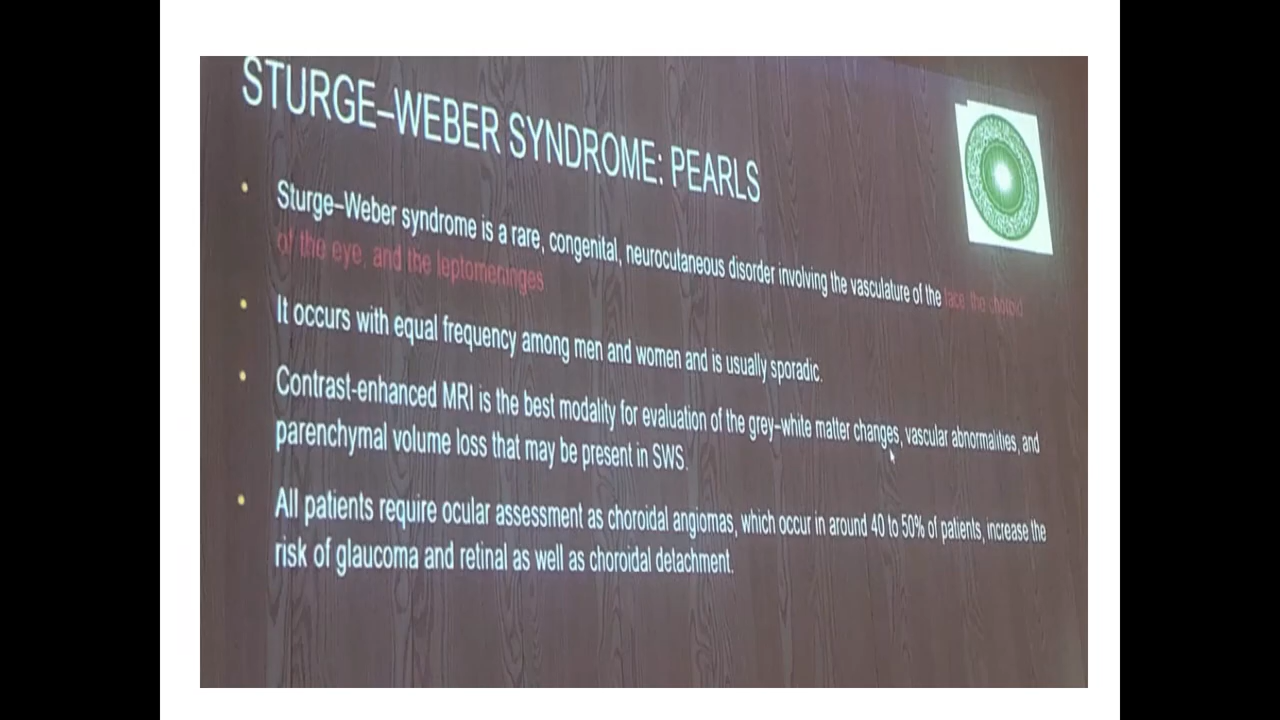 STURGE–WEBER SYNDROME: PEARLS
• Sturge–Weber syndrome is a rare, congenital, neurocutaneous disorder involving the vasculature of the face, the choroid
of the eye, and the leptomeninges
• It occurs with equal frequency among men and women and is usually sporadic.
• Contrast-enhanced MRI is the best modality for evaluation of the grey–white matter changes, vascular abnormalities, and
parenchymal volume loss that may be present in SWS.
• All patients require ocular assessment as choroidal angiomas, which occur in around 40 to 50% of patients, increase the
risk of glaucoma and retinal as well as choroidal detachment.